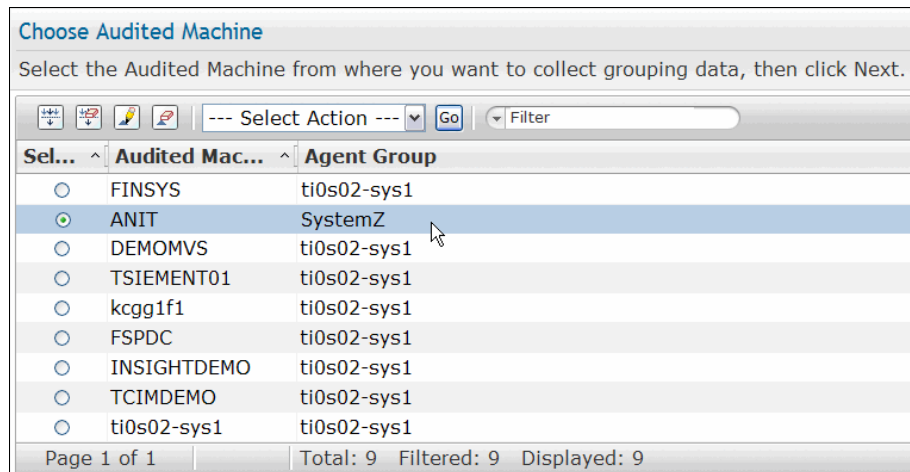 Choose Audited Machine
Select the Audited Machine from where you want to collect grouping data, then click Next.
--- Select Action --- Go Filter
Sel... Audited Mac... Agent Group
FINSYS ti0s02-sys1
ANIT SystemZ
DEMOMVS ti0s02-sys1
TSIEMENT01 ti0s02-sys1
kcgg1f1 ti0s02-sys1
FSPDC ti0s02-sys1
INSIGHTDEMO ti0s02-sys1
TCIMDEMO ti0s02-sys1
ti0s02-sys1 ti0s02-sys1
Page 1 of 1 Total: 9 Filtered: 9 Displayed: 9